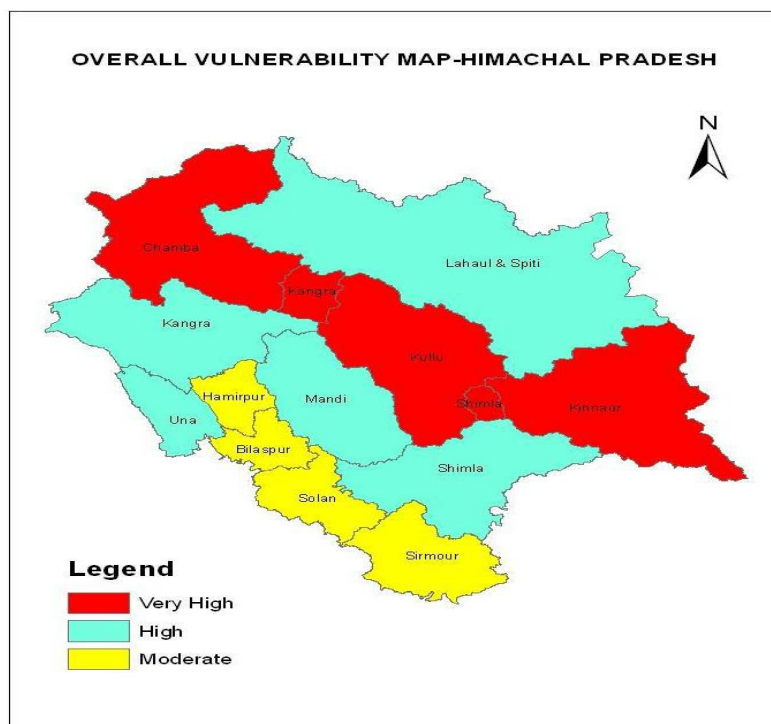 OVERALL VULNERABILITY MAP-HIMACHAL PRADESH
N
Chamba
Lahaul & Spiti
Kangra
Kangra
Kullu
Hamirpur
Mandi
Shimla
Kinnaur
Una
Bilaspur
Shimla
Solan
Sirmour
Legend
Very High
High
Moderate